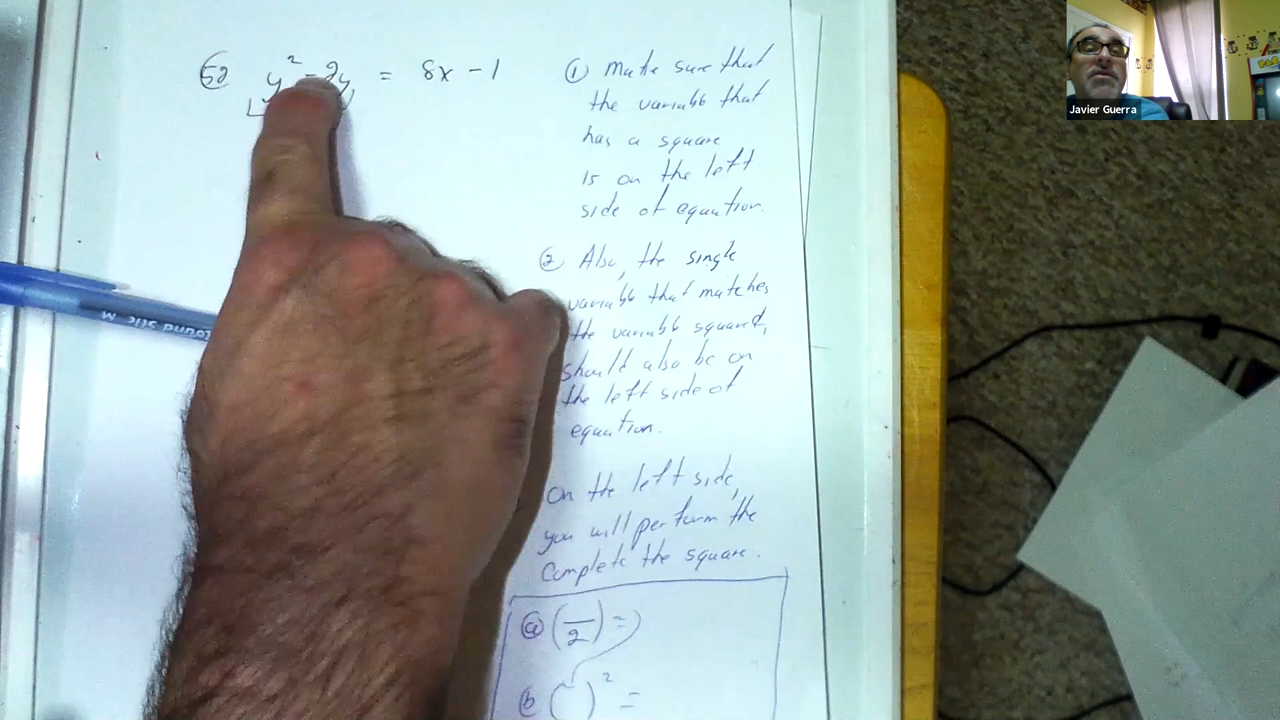 52 y² - 2y = 8x - 1
① Make sure that
the variable that
has a square
is on the left
side of equation.
② Also, the single
variable that matches
the variable squared,
should also be on
the left side of
equation.
On the left side,
you will perform the
Complete the square.
ⓐ (—/2) =
ⓑ ( )² =
Round Stic M
Javier Guerra